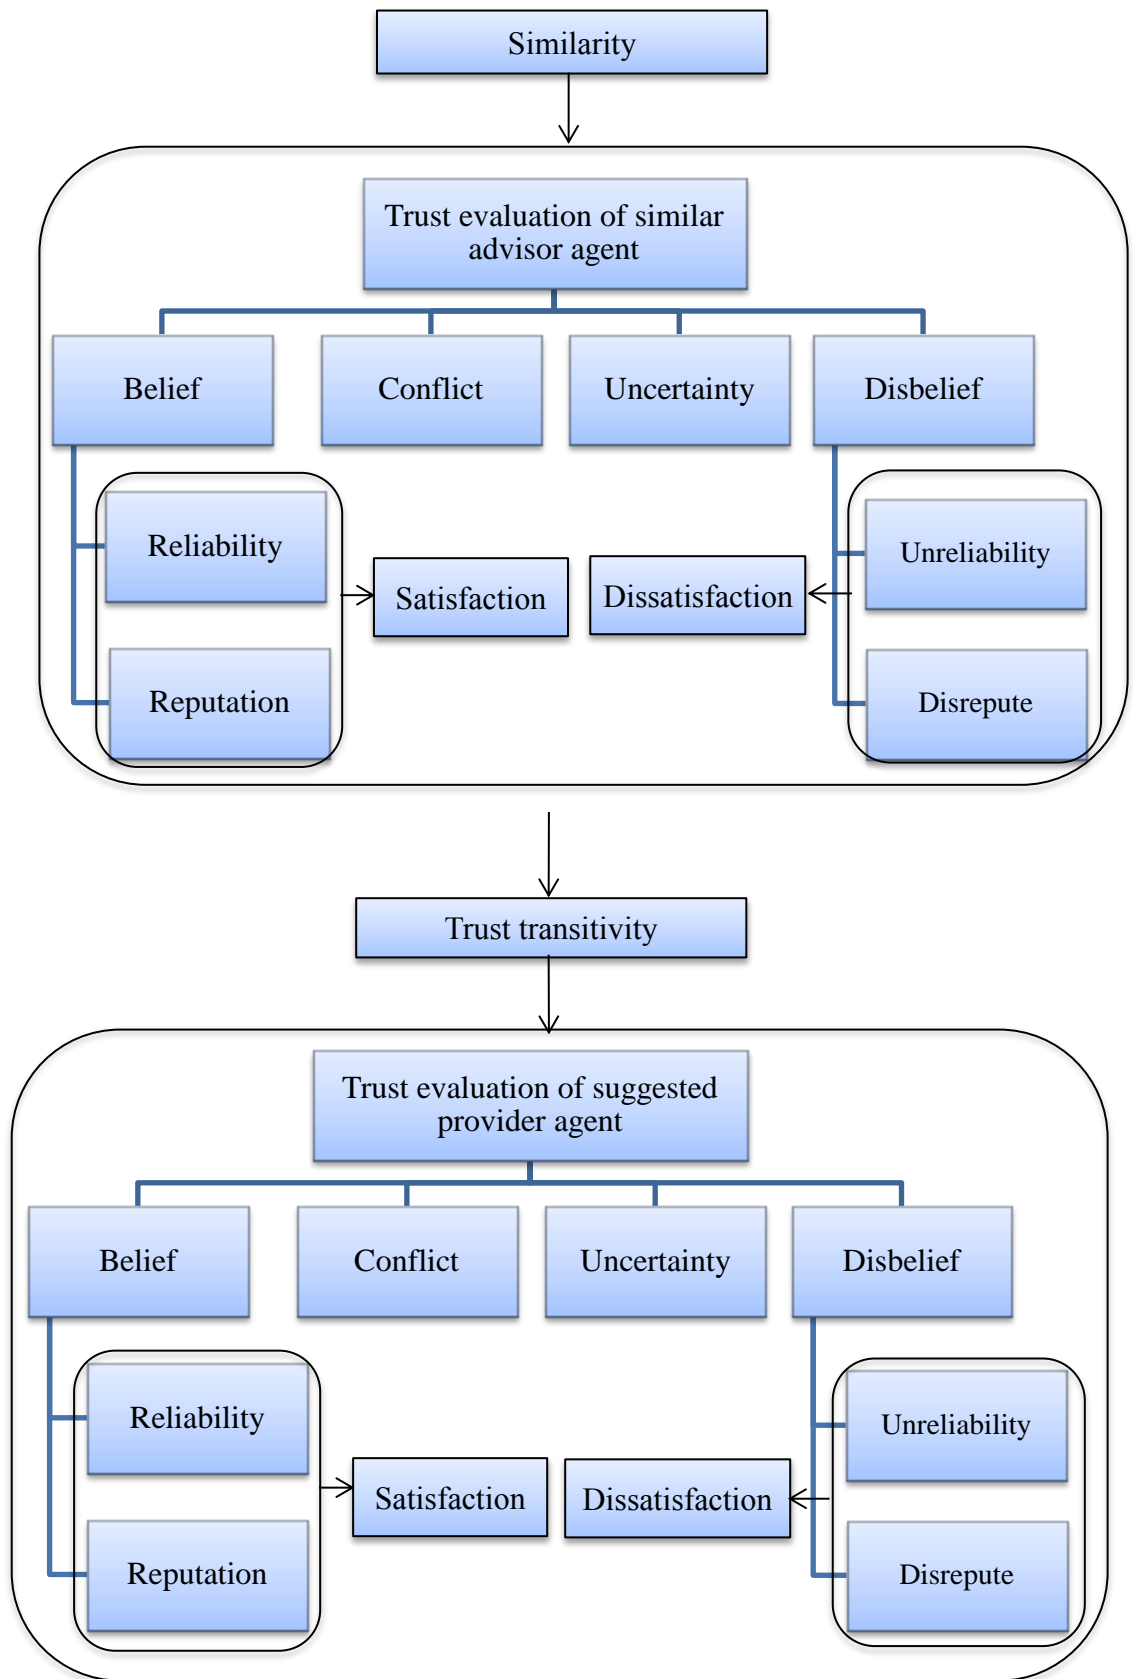 Similarity
Trust evaluation of similar
advisor agent
Belief
Conflict
Uncertainty
Disbelief
Reliability
Unreliability
Satisfaction
Dissatisfaction
Reputation
Disrepute
Trust transitivity
Trust evaluation of suggested
provider agent
Belief
Conflict
Uncertainty
Disbelief
Reliability
Unreliability
Satisfaction
Dissatisfaction
Reputation
Disrepute